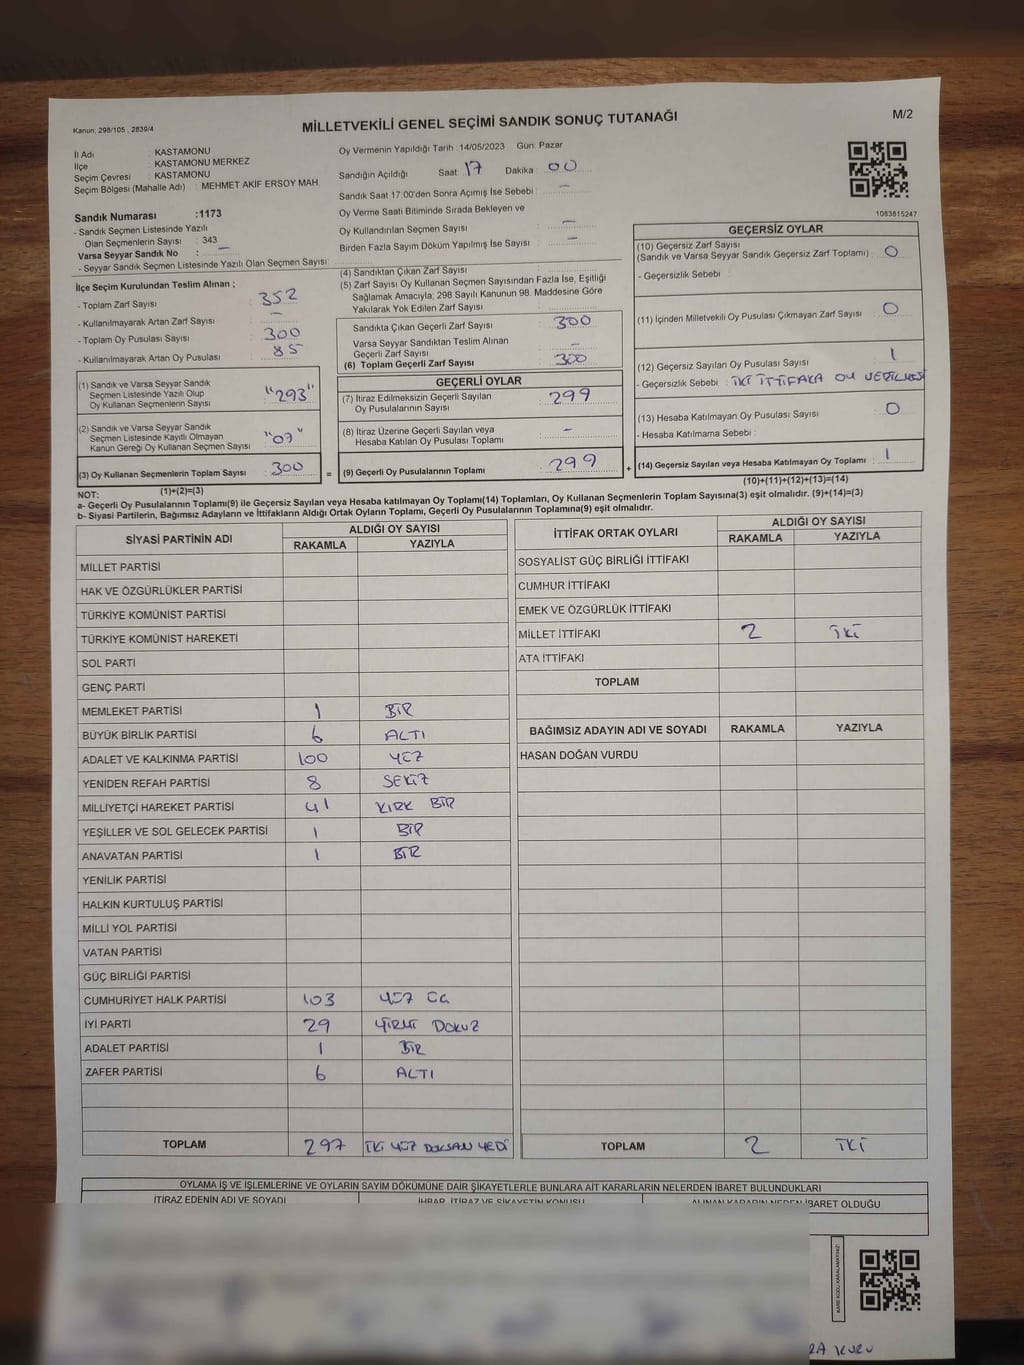 Kanun: 298/105 , 2839/4
MİLLETVEKİLİ GENEL SEÇİMİ SANDIK SONUÇ TUTANAĞI
M/2
İl Adı KASTAMONU
İlçe KASTAMONU MERKEZ
Seçim Çevresi KASTAMONU
Seçim Bölgesi (Mahalle Adı) : MEHMET AKİF ERSOY MAH.
Sandık Numarası :1173
- Sandık Seçmen Listesinde Yazılı
Olan Seçmenlerin Sayısı : 343
Varsa Seyyar Sandık No : –
- Seyyar Sandık Seçmen Listesinde Yazılı Olan Seçmen Sayısı:
Oy Vermenin Yapıldığı Tarih : 14/05/2023 Gün: Pazar
Sandığın Açıldığı Saat: 17 Dakika : 00
Sandık Saat 17:00'den Sonra Açımış İse Sebebi : –
Oy Verme Saati Bitiminde Sırada Bekleyen ve
Oy Kullandırılan Seçmen Sayısı : –
Birden Fazla Sayım Döküm Yapılmış İse Sayısı : –
1083815247
İlçe Seçim Kurulundan Teslim Alınan ;
- Toplam Zarf Sayısı : 352
- Kullanılmayarak Artan Zarf Sayısı : –
- Toplam Oy Pusulası Sayısı : 300
- Kullanılmayarak Artan Oy Pusulası : 85
(1) Sandık ve Varsa Seyyar Sandık
Seçmen Listesinde Yazılı Olup
Oy Kullanan Seçmenlerin Sayısı : "293"
(2) Sandık ve Varsa Seyyar Sandık
Seçmen Listesinde Kayıtlı Olmayan
Kanun Gereği Oy Kullanan Seçmen Sayısı : "07"
(3) Oy Kullanan Seçmenlerin Toplam Sayısı : 300 =
(1)+(2)=(3)
(4) Sandıktan Çıkan Zarf Sayısı :
(5) Zarf Sayısı Oy Kullanan Seçmen Sayısından Fazla İse, Eşitliği
Sağlamak Amacıyla, 298 Sayılı Kanunun 98. Maddesine Göre
Yakılarak Yok Edilen Zarf Sayısı :
Sandıkta Çıkan Geçerli Zarf Sayısı : 300
Varsa Seyyar Sandıktan Teslim Alınan
Geçerli Zarf Sayısı : –
(6) Toplam Geçerli Zarf Sayısı : 300
GEÇERLİ OYLAR
(7) İtiraz Edilmeksizin Geçerli Sayılan
Oy Pusulalarının Sayısı : 299
(8) İtiraz Üzerine Geçerli Sayılan veya
Hesaba Katılan Oy Pusulası Toplamı : –
(9) Geçerli Oy Pusulalarının Toplamı : 299 +
GEÇERSİZ OYLAR
(10) Geçersiz Zarf Sayısı
(Sandık ve Varsa Seyyar Sandık Geçersiz Zarf Toplamı) : 0
- Geçersizlik Sebebi :
(11) İçinden Milletvekili Oy Pusulası Çıkmayan Zarf Sayısı : 0
(12) Geçersiz Sayılan Oy Pusulası Sayısı : 1
- Geçersizlik Sebebi : İKİ İTTİFAKA OY VERİLMESİ
(13) Hesaba Katılmayan Oy Pusulası Sayısı : 0
- Hesaba Katılmama Sebebi :
(14) Geçersiz Sayılan veya Hesaba Katılmayan Oy Toplamı : 1
(10)+(11)+(12)+(13)=(14)
NOT:
a- Geçerli Oy Pusulalarının Toplamı(9) ile Geçersiz Sayılan veya Hesaba katılmayan Oy Toplamı(14) Toplamları, Oy Kullanan Seçmenlerin Toplam Sayısına(3) eşit olmalıdır. (9)+(14)=(3)
b- Siyasi Partilerin, Bağımsız Adayların ve İttifakların Aldığı Ortak Oyların Toplamı, Geçerli Oy Pusulalarının Toplamına(9) eşit olmalıdır.
SİYASİ PARTİNİN ADI ALDIĞI OY SAYISI
RAKAMLA YAZIYLA
MİLLET PARTİSİ
HAK VE ÖZGÜRLÜKLER PARTİSİ
TÜRKİYE KOMÜNİST PARTİSİ
TÜRKİYE KOMÜNİST HAREKETİ
SOL PARTİ
GENÇ PARTİ
MEMLEKET PARTİSİ 1 BİR
BÜYÜK BİRLİK PARTİSİ 6 ALTI
ADALET VE KALKINMA PARTİSİ 100 YÜZ
YENİDEN REFAH PARTİSİ 8 SEKİZ
MİLLİYETÇİ HAREKET PARTİSİ 41 KIRK BİR
YEŞİLLER VE SOL GELECEK PARTİSİ 1 BİR
ANAVATAN PARTİSİ 1 BİR
YENİLİK PARTİSİ
HALKIN KURTULUŞ PARTİSİ
MİLLİ YOL PARTİSİ
VATAN PARTİSİ
GÜÇ BİRLİĞİ PARTİSİ
CUMHURİYET HALK PARTİSİ 103 YÜZ ÜÇ
İYİ PARTİ 29 YİRMİ DOKUZ
ADALET PARTİSİ 1 BİR
ZAFER PARTİSİ 6 ALTI
TOPLAM 297 İKİ YÜZ DOKSAN YEDİ
İTTİFAK ORTAK OYLARI ALDIĞI OY SAYISI
RAKAMLA YAZIYLA
SOSYALİST GÜÇ BİRLİĞİ İTTİFAKI
CUMHUR İTTİFAKI
EMEK VE ÖZGÜRLÜK İTTİFAKI
MİLLET İTTİFAKI 2 İKİ
ATA İTTİFAKI
TOPLAM
BAĞIMSIZ ADAYIN ADI VE SOYADI RAKAMLA YAZIYLA
HASAN DOĞAN VURDU
TOPLAM 2 İKİ
OYLAMA İŞ VE İŞLEMLERİNE VE OYLARIN SAYIM DÖKÜMÜNE DAİR ŞİKAYETLERLE BUNLARA AİT KARARLARIN NELERDEN İBARET BULUNDUKLARI
İTİRAZ EDENİN ADI VE SOYADI İHBAR, İTİRAZ VE ŞİKAYETİN KONUSU ALINAN KARARIN NEDEN İBARET OLDUĞU
KARE KODU KARALAMAYINIZ!
KURU